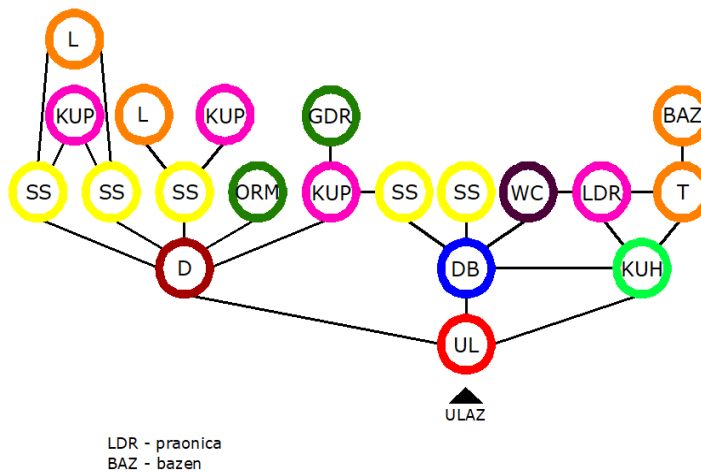 L
KUP L KUP GDR BAZ
SS SS SS ORM KUP SS SS WC LDR T
D DB KUH
UL
ULAZ
LDR - praonica
BAZ - bazen